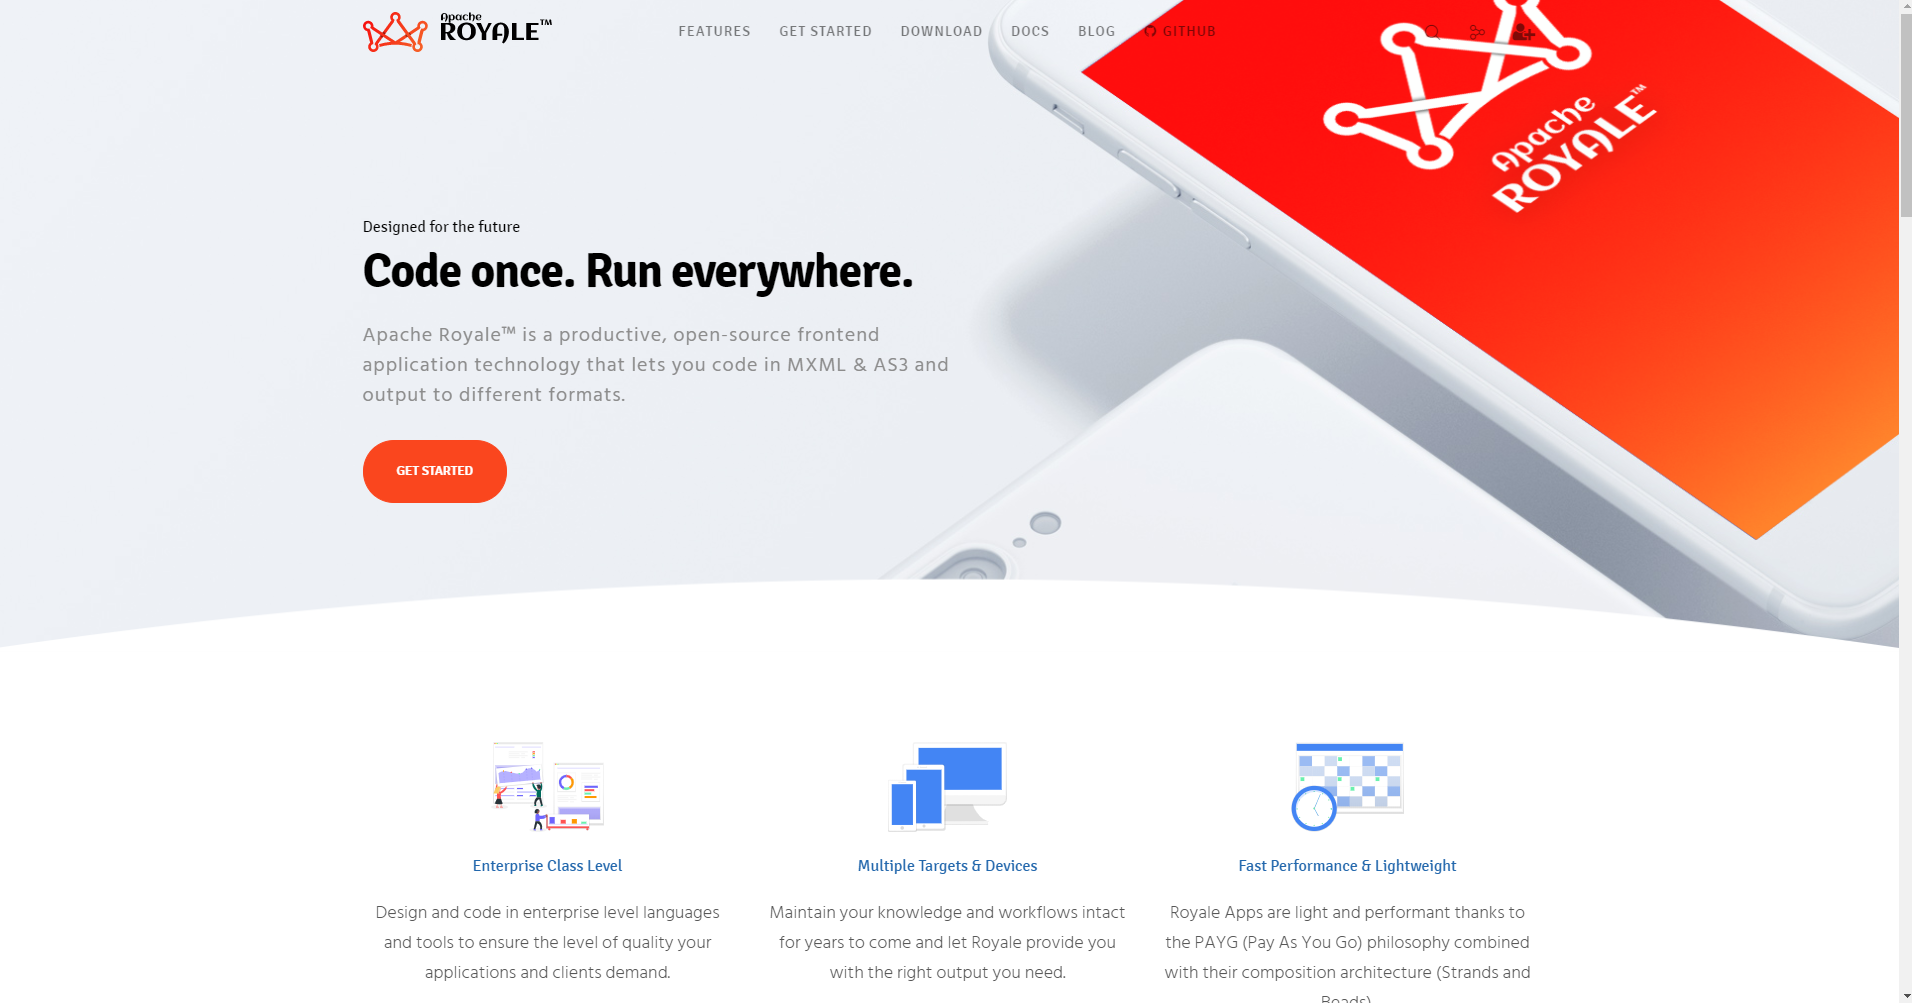 Apache
ROYALE™
FEATURES GET STARTED DOWNLOAD DOCS BLOG GITHUB
Apache
ROYALE™
Designed for the future
Code once. Run everywhere.
Apache Royale™ is a productive, open-source frontend
application technology that lets you code in MXML & AS3 and
output to different formats.
GET STARTED
Enterprise Class Level
Design and code in enterprise level languages
and tools to ensure the level of quality your
applications and clients demand.
Multiple Targets & Devices
Maintain your knowledge and workflows intact
for years to come and let Royale provide you
with the right output you need.
Fast Performance & Lightweight
Royale Apps are light and performant thanks to
the PAYG (Pay As You Go) philosophy combined
with their composition architecture (Strands and
Beads)